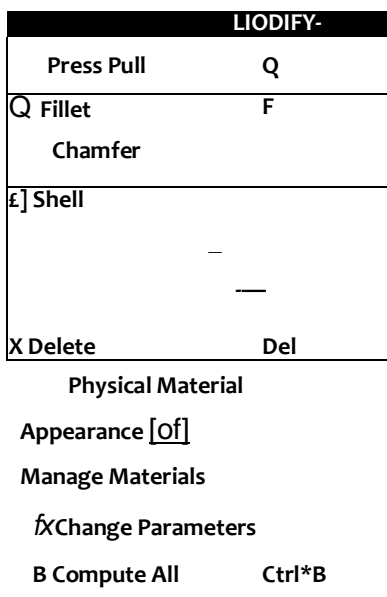 LIODIFY-
Press Pull Q
Q Fillet F
Chamfer
£] Shell
_
-—
X Delete Del
Physical Material
Appearance [of]
Manage Materials
fxChange Parameters
B Compute All Ctrl*B